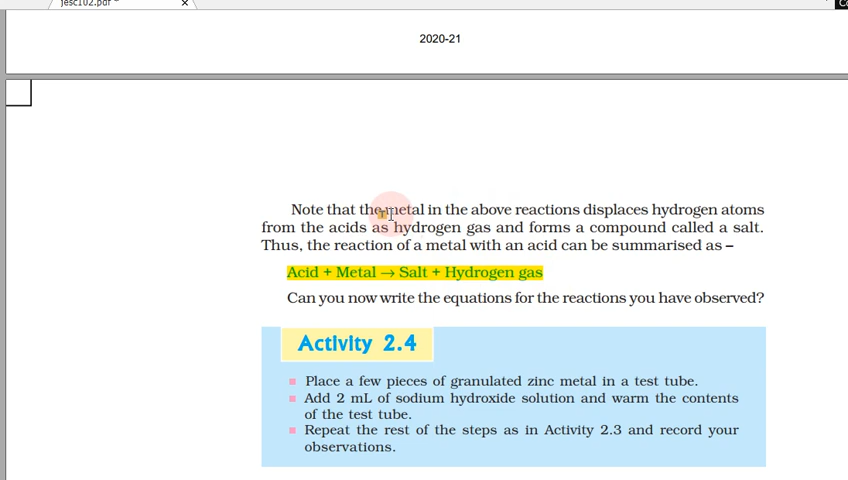 jesc102.pdf
2020-21
Note that the metal in the above reactions displaces hydrogen atoms
from the acids as hydrogen gas and forms a compound called a salt.
Thus, the reaction of a metal with an acid can be summarised as –
Acid + Metal → Salt + Hydrogen gas
Can you now write the equations for the reactions you have observed?
Activity 2.4
Place a few pieces of granulated zinc metal in a test tube.
Add 2 mL of sodium hydroxide solution and warm the contents
of the test tube.
Repeat the rest of the steps as in Activity 2.3 and record your
observations.